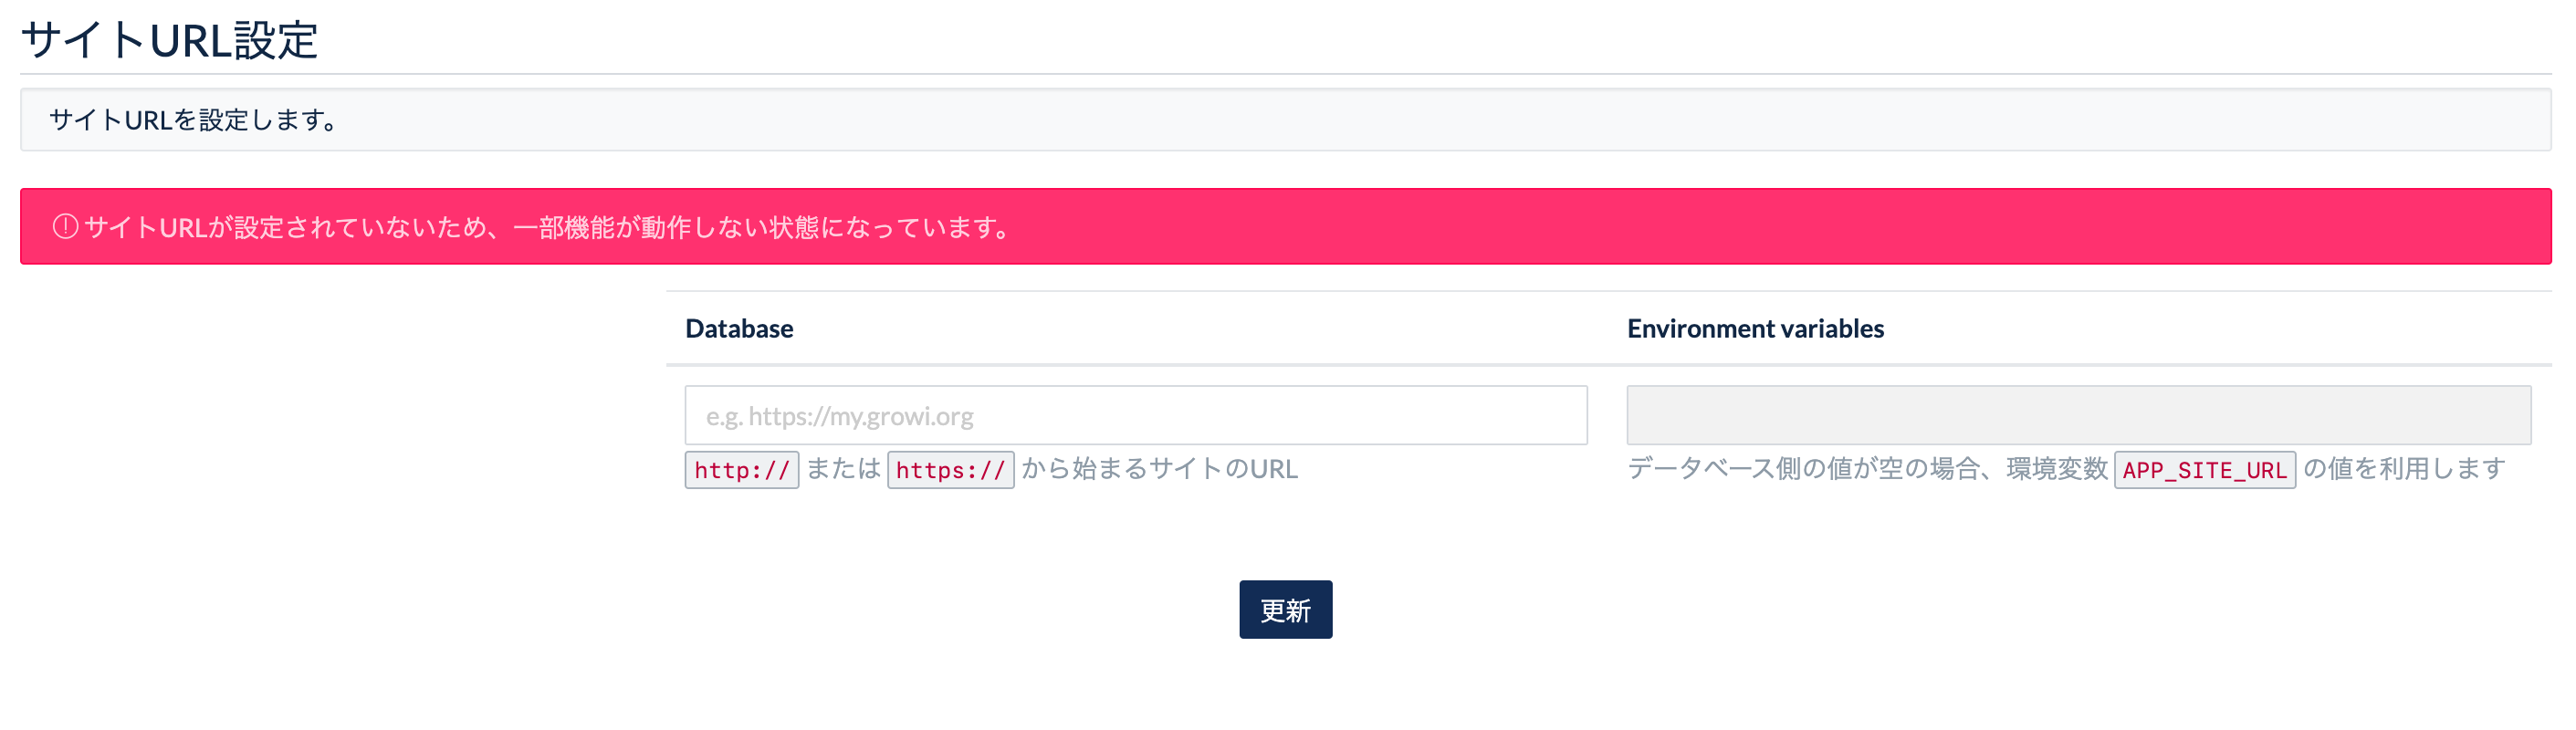 サイトURL設定
サイトURLを設定します。
サイトURLが設定されていないため、一部機能が動作しない状態になっています。
Database Environment variables
e.g. https://my.growi.org
http:// または https:// から始まるサイトのURL データベース側の値が空の場合、環境変数 APP_SITE_URL の値を利用します
更新